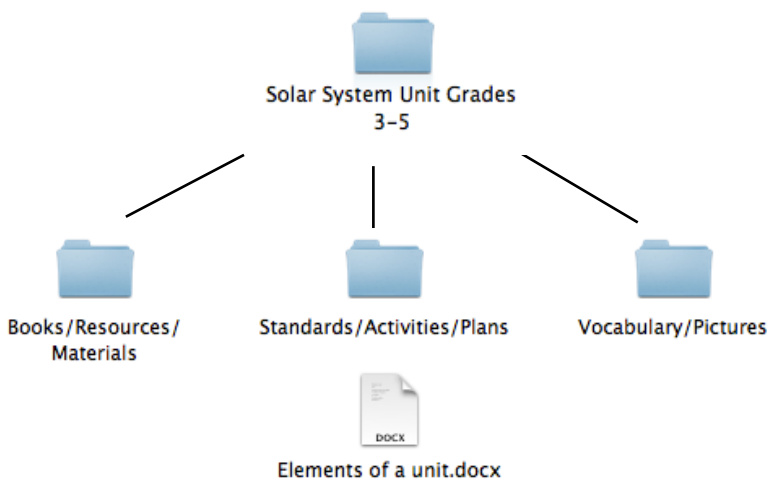 Solar System Unit Grades
3-5
Books/Resources/
Materials
Standards/Activities/Plans
Vocabulary/Pictures
DOCX
Elements of a unit.docx